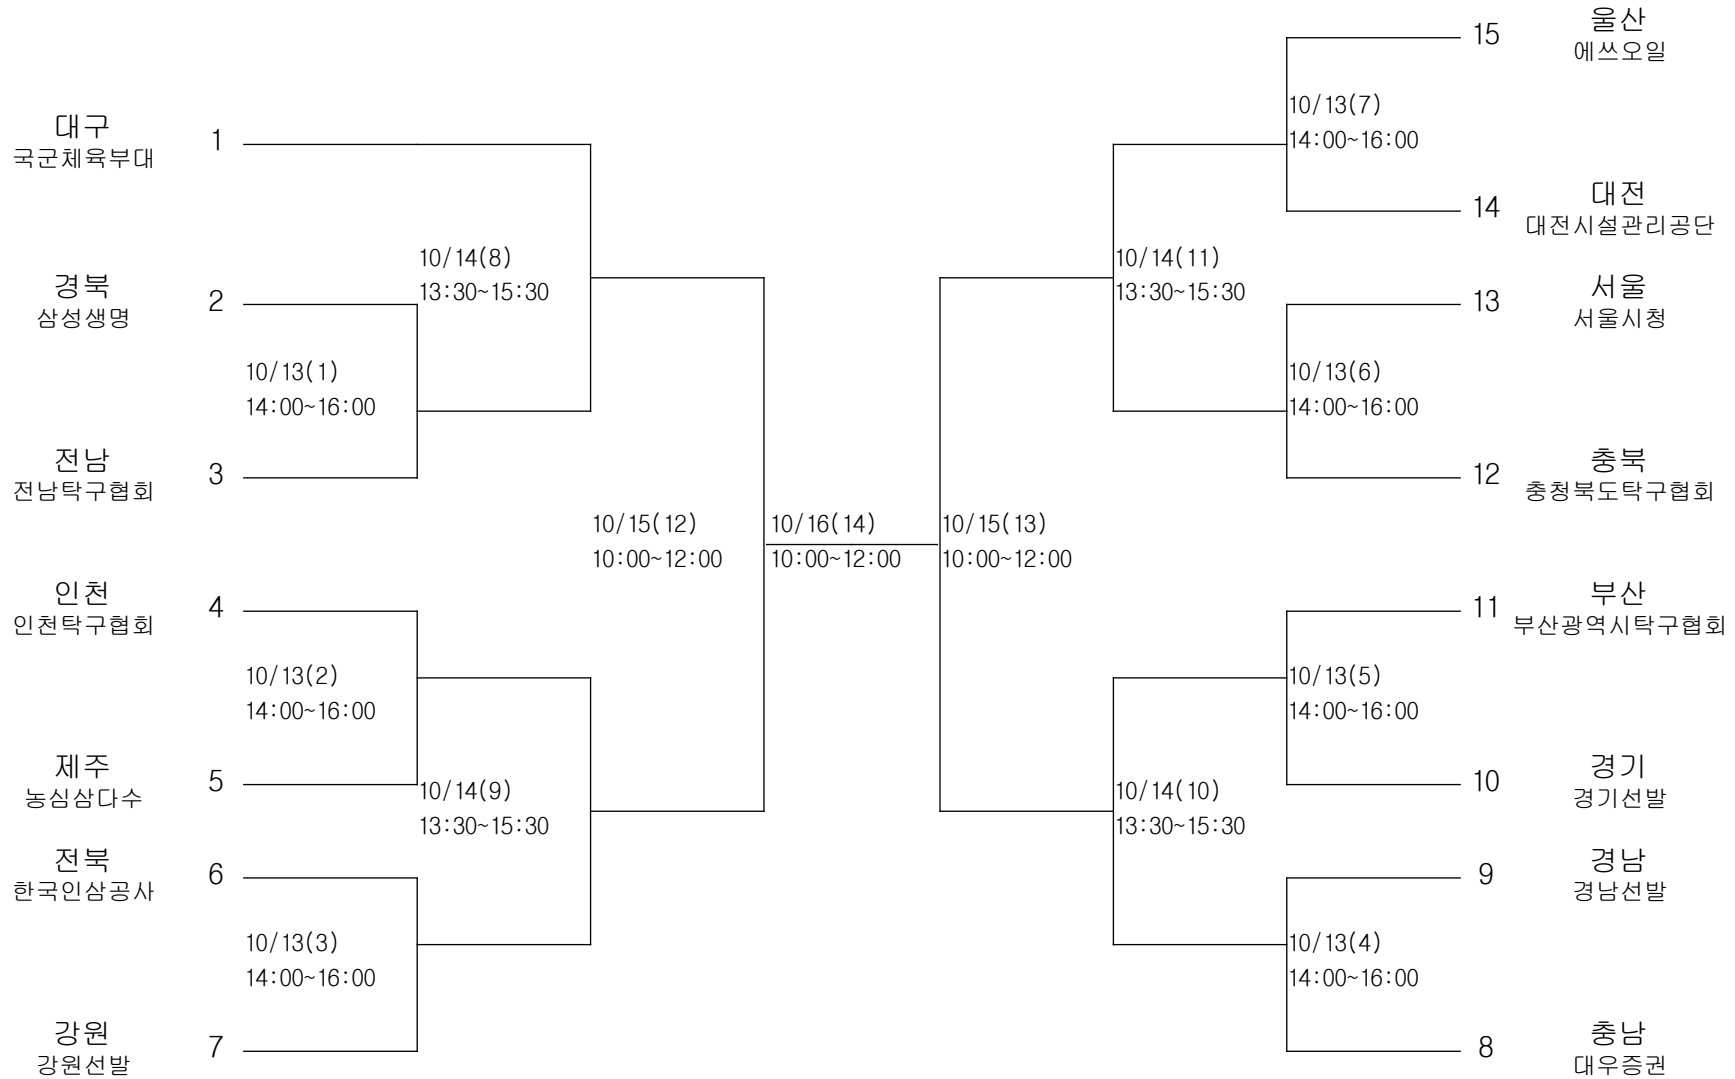 대구
국군체육부대
1
경북
삼성생명
2
전남
전남탁구협회
3
인천
인천탁구협회
4
제주
농심삼다수
5
전북
한국인삼공사
6
강원
강원선발
7
10/13(1)
14:00~16:00
10/13(2)
14:00~16:00
10/13(3)
14:00~16:00
10/14(8)
13:30~15:30
10/14(9)
13:30~15:30
10/15(12)
10:00~12:00
10/16(14)
10:00~12:00
10/15(13)
10:00~12:00
10/14(11)
13:30~15:30
10/14(10)
13:30~15:30
10/13(7)
14:00~16:00
10/13(6)
14:00~16:00
10/13(5)
14:00~16:00
10/13(4)
14:00~16:00
15
울산
에쓰오일
14
대전
대전시설관리공단
13
서울
서울시청
12
충북
충청북도탁구협회
11
부산
부산광역시탁구협회
10
경기
경기선발
9
경남
경남선발
8
충남
대우증권